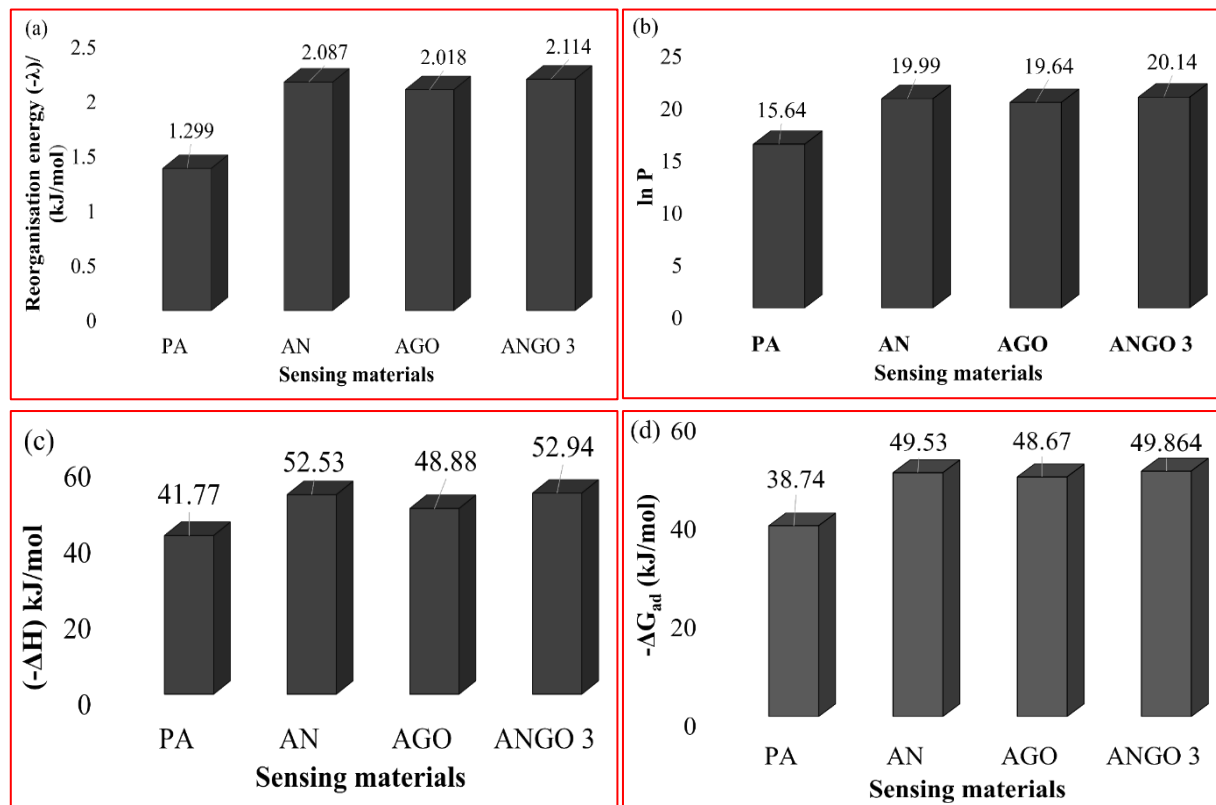 (a)
Reorganisation energy (-λ)/
(kJ/mol)
2.5
2
1.5
1
0.5
0
1.299
2.087
2.018
2.114
PA AN AGO ANGO 3
Sensing materials
(b)
ln P
25
20
15
10
5
0
15.64
19.99
19.64
20.14
PA AN AGO ANGO 3
Sensing materials
(c)
(-ΔH) kJ/mol
60
40
20
0
41.77
52.53
48.88
52.94
PA AN AGO ANGO 3
Sensing materials
(d)
-ΔGad (kJ/mol)
60
40
20
0
38.74
49.53
48.67
49.864
PA AN AGO ANGO 3
Sensing materials